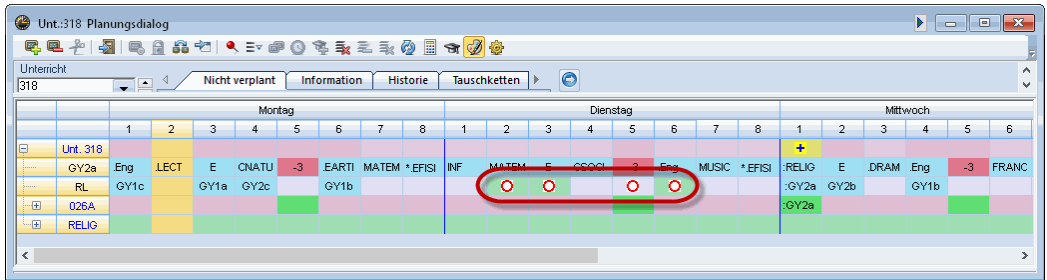 Unt.:318 Planungsdialog
Unterricht
318
Nicht verplant Information Historie Tauschketten
Montag Dienstag Mittwoch
1 2 3 4 5 6 7 8 1 2 3 4 5 6 7 8 1 2 3 4 5 6
Unt. 318 +
GY2a .Eng .LECT E CNATU -3 .EARTI MATEM *.EFISI INF MATEM E CSOCI -3 .Eng MUSIC *.EFISI :RELIG E .DRAM .Eng -3 FRANC
RL GY1c GY1a GY2c GY1b :GY2a GY2b GY1b
026A :GY2a
RELIG